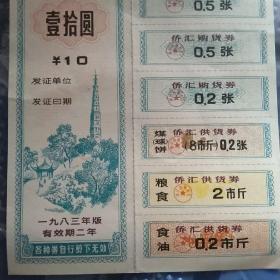 壹拾圆
¥10
发证单位
发证日期
一九八三年版
有效期二年
各种券自行剪下无效
0.5张
侨汇购货券
0.5张
侨汇购货券
0.2张
煤(球)饼
侨汇供货券
(8市斤)0.2张
粮食
侨汇供货券
2市斤
食油
侨汇供货券
0.2市斤